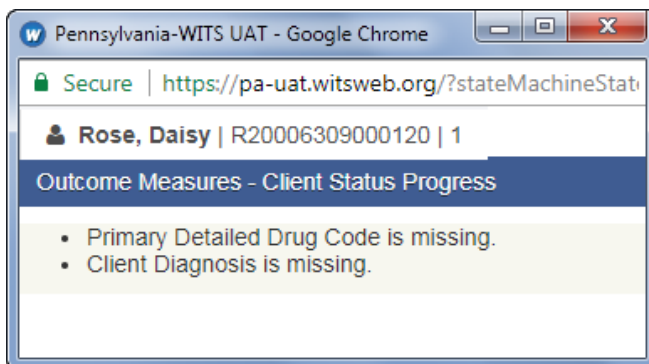 Pennsylvania-WITS UAT - Google Chrome
Secure | https://pa-uat.witsweb.org/?stateMachineStat
Rose, Daisy | R20006309000120 | 1
Outcome Measures - Client Status Progress
• Primary Detailed Drug Code is missing.
• Client Diagnosis is missing.